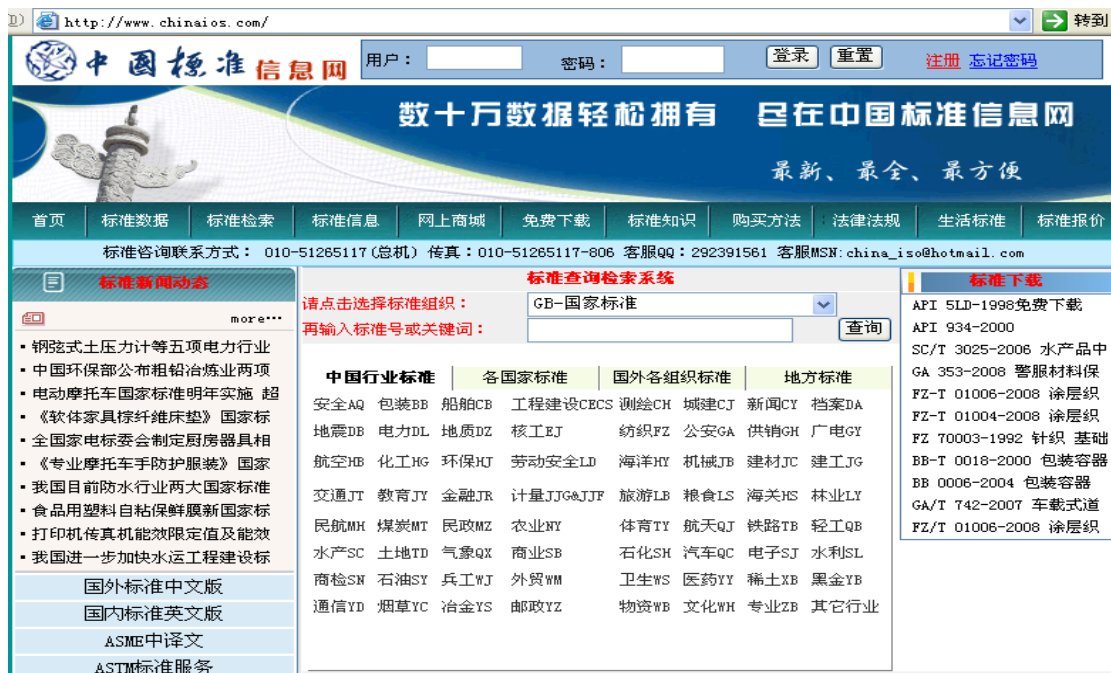 http://www.chinaios.com/ 转到
中國标准信息网 用户： 密码： 登录 重置 注册 忘记密码
数十万数据轻松拥有 尽在中国标准信息网
最新、最全、最方便
首页 标准数据 标准检索 标准信息 网上商城 免费下载 标准知识 购买方法 法律法规 生活标准 标准报价
标准咨询联系方式： 010-51265117(总机) 传真：010-51265117-806 客服QQ：292391561 客服MSN:china_iso@hotmail.com
标准新闻动态
more…
钢弦式土压力计等五项电力行业
中国环保部公布粗铅冶炼业两项
电动摩托车国家标准明年实施 超
《软体家具棕纤维床垫》国家标
全国家电标委会制定厨房器具相
《专业摩托车手防护服装》国家
我国目前防水行业两大国家标准
食品用塑料自粘保鲜膜新国家标
打印机传真机能效限定值及能效
我国进一步加快水运工程建设标
国外标准中文版
国内标准英文版
ASME中译文
ASTM标准服务
标准查询检索系统
请点击选择标准组织： GB-国家标准
再输入标准号或关键词： 查询
中国行业标准 各国家标准 国外各组织标准 地方标准
安全AQ 包装BB 船舶CB 工程建设CECS 测绘CH 城建CJ 新闻CY 档案DA
地震DB 电力DL 地质DZ 核工EJ 纺织FZ 公安GA 供销GH 广电GY
航空HB 化工HG 环保HJ 劳动安全LD 海洋HY 机械JB 建材JC 建工JG
交通JT 教育JY 金融JR 计量JJG&JJF 旅游LB 粮食LS 海关HS 林业LY
民航MH 煤炭MT 民政MZ 农业NY 体育TY 航天QJ 铁路TB 轻工QB
水产SC 土地TD 气象QX 商业SB 石化SH 汽车QC 电子SJ 水利SL
商检SN 石油SY 兵工WJ 外贸WM 卫生WS 医药YY 稀土XB 黑金YB
通信YD 烟草YC 冶金YS 邮政YZ 物资WB 文化WH 专业ZB 其它行业
标准下载
API 5LD-1998免费下载
API 934-2000
SC/T 3025-2006 水产品中
GA 353-2008 警服材料保
FZ-T 01006-2008 涂层织
FZ-T 01004-2008 涂层织
FZ 70003-1992 针织 基础
BB-T 0018-2000 包装容器
BB 0006-2004 包装容器
GA/T 742-2007 车载式道
FZ/T 01006-2008 涂层织